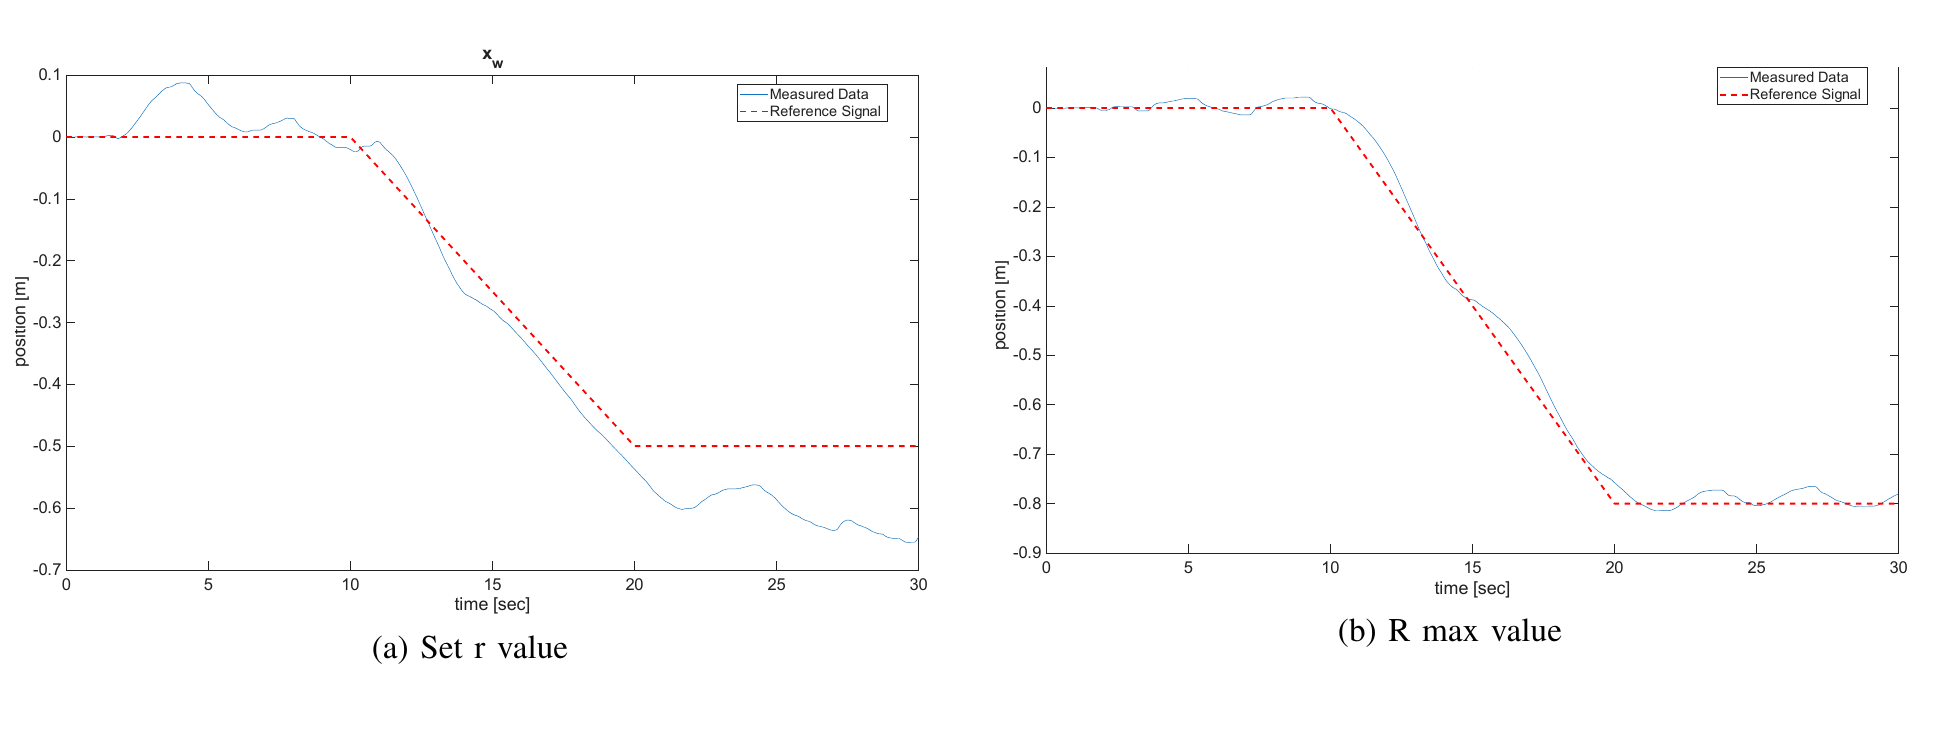 x_w
0.1
0
-0.1
-0.2
-0.3
-0.4
-0.5
-0.6
-0.7
position [m]
0 5 10 15 20 25 30
time [sec]
Measured Data
Reference Signal
(a) Set r value
0
-0.1
-0.2
-0.3
-0.4
-0.5
-0.6
-0.7
-0.8
-0.9
position [m]
0 5 10 15 20 25 30
time [sec]
Measured Data
Reference Signal
(b) R max value